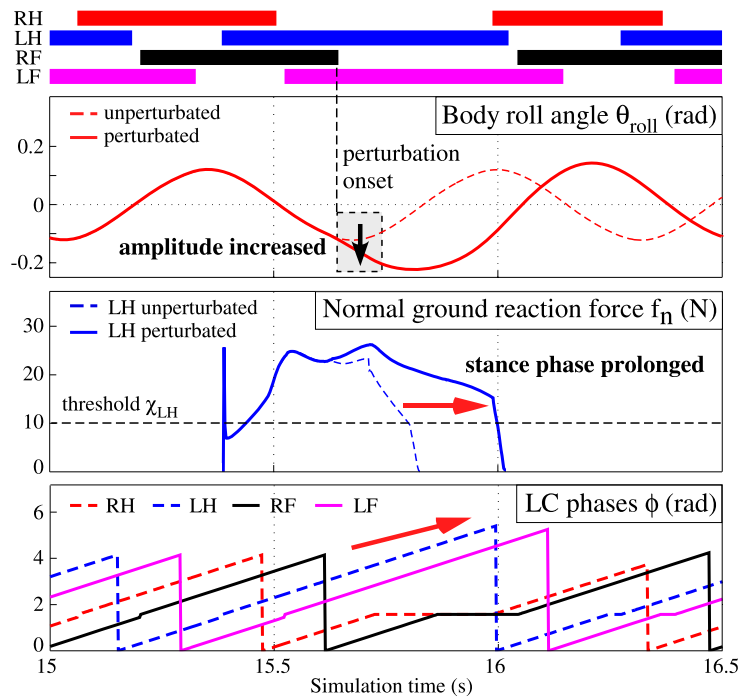 RH
LH
RF
LF
unperturbated
perturbated
Body roll angle θroll (rad)
0.2
0
-0.2
perturbation
onset
amplitude increased
LH unperturbated
LH perturbated
Normal ground reaction force fn (N)
30
20
10
0
stance phase prolonged
threshold χLH
RH LH RF LF
LC phases ϕ (rad)
6
4
2
0
15 15.5 16 16.5
Simulation time (s)